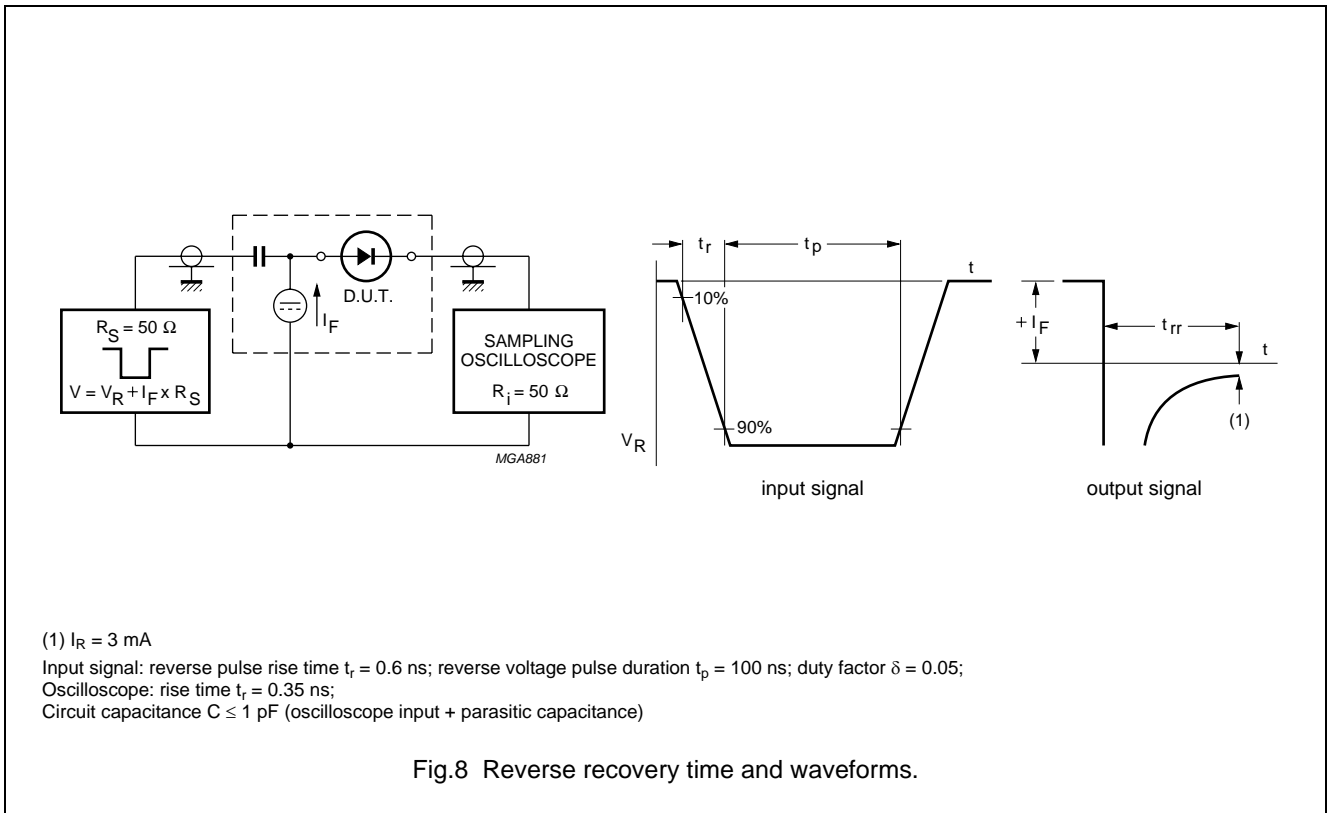 R_S = 50 Ω
V = V_R + I_F x R_S
I_F
D.U.T.
SAMPLING
OSCILLOSCOPE
R_i = 50 Ω
MGA881
t_r
t_p
t
10%
90%
V_R
input signal
+ I_F
t_rr
t
(1)
output signal
(1) I_R = 3 mA
Input signal: reverse pulse rise time t_r = 0.6 ns; reverse voltage pulse duration t_p = 100 ns; duty factor δ = 0.05;
Oscilloscope: rise time t_r = 0.35 ns;
Circuit capacitance C ≤ 1 pF (oscilloscope input + parasitic capacitance)
Fig.8 Reverse recovery time and waveforms.